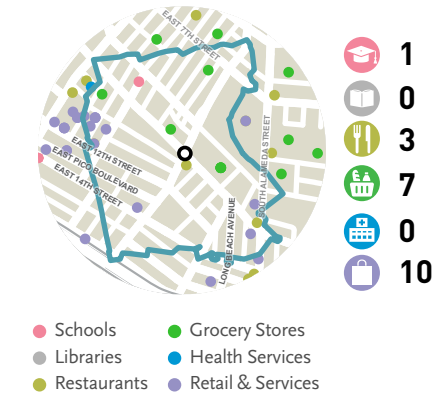 EAST 7TH STREET
EAST 12TH STREET
EAST PICO BOULEVARD
EAST 14TH STREET
SOUTH ALAMEDA STREET
LONG BEACH AVENUE
1
0
3
7
0
10
Schools
Grocery Stores
Libraries
Health Services
Restaurants
Retail & Services